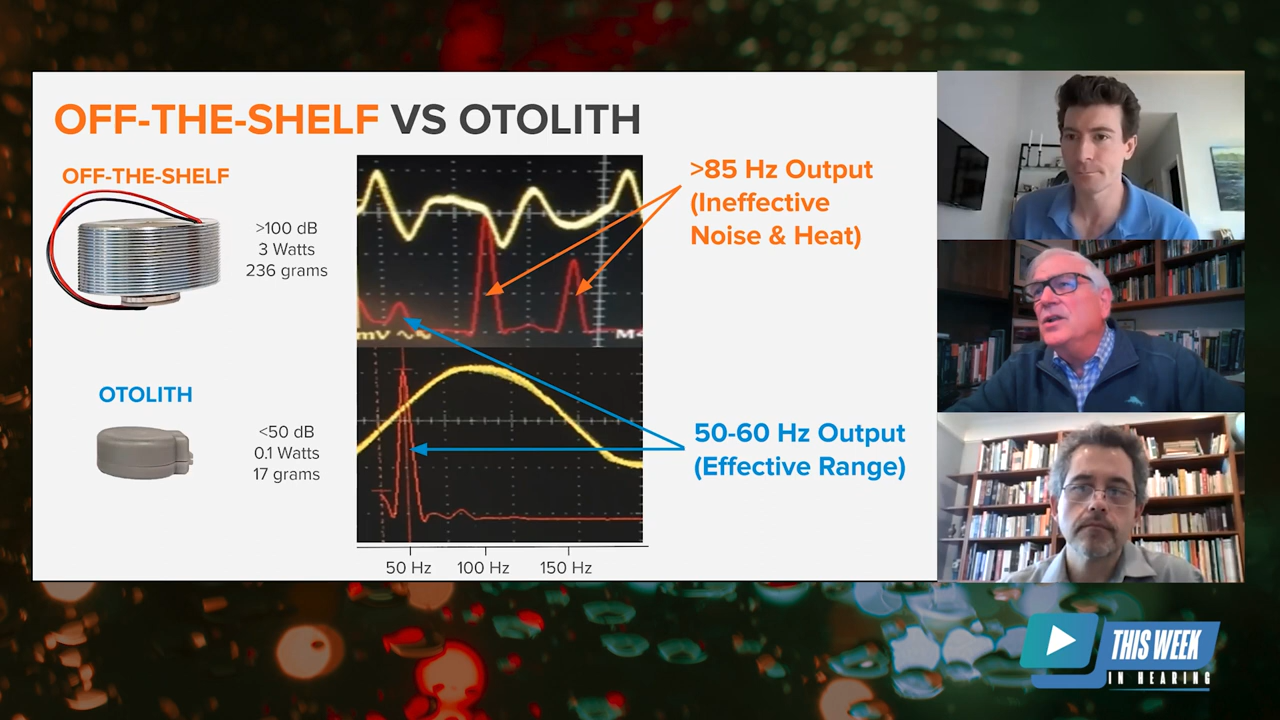 OFF-THE-SHELF VS OTOLITH
OFF-THE-SHELF
>100 dB
3 Watts
236 grams
>85 Hz Output
(Ineffective
Noise & Heat)
mV
OTOLITH
<50 dB
0.1 Watts
17 grams
50-60 Hz Output
(Effective Range)
50 Hz 100 Hz 150 Hz
THIS WEEK
IN HEARING